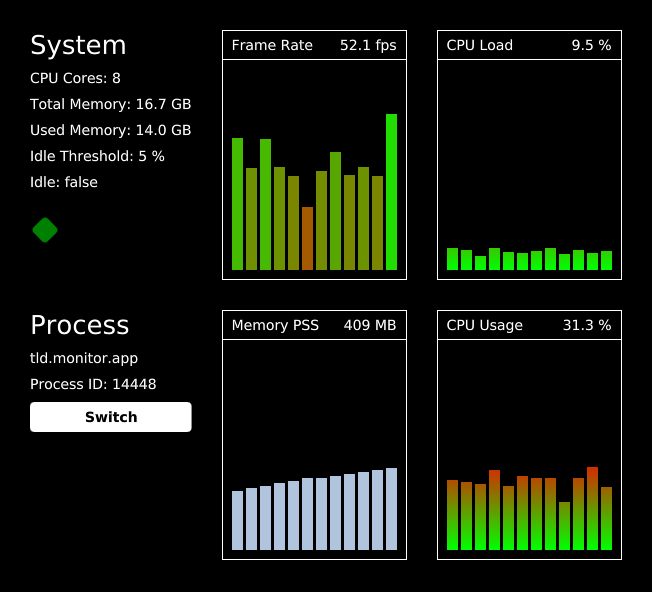 System
CPU Cores: 8
Total Memory: 16.7 GB
Used Memory: 14.0 GB
Idle Threshold: 5 %
Idle: false
Frame Rate 52.1 fps
CPU Load 9.5 %
Process
tld.monitor.app
Process ID: 14448
Switch
Memory PSS 409 MB
CPU Usage 31.3 %